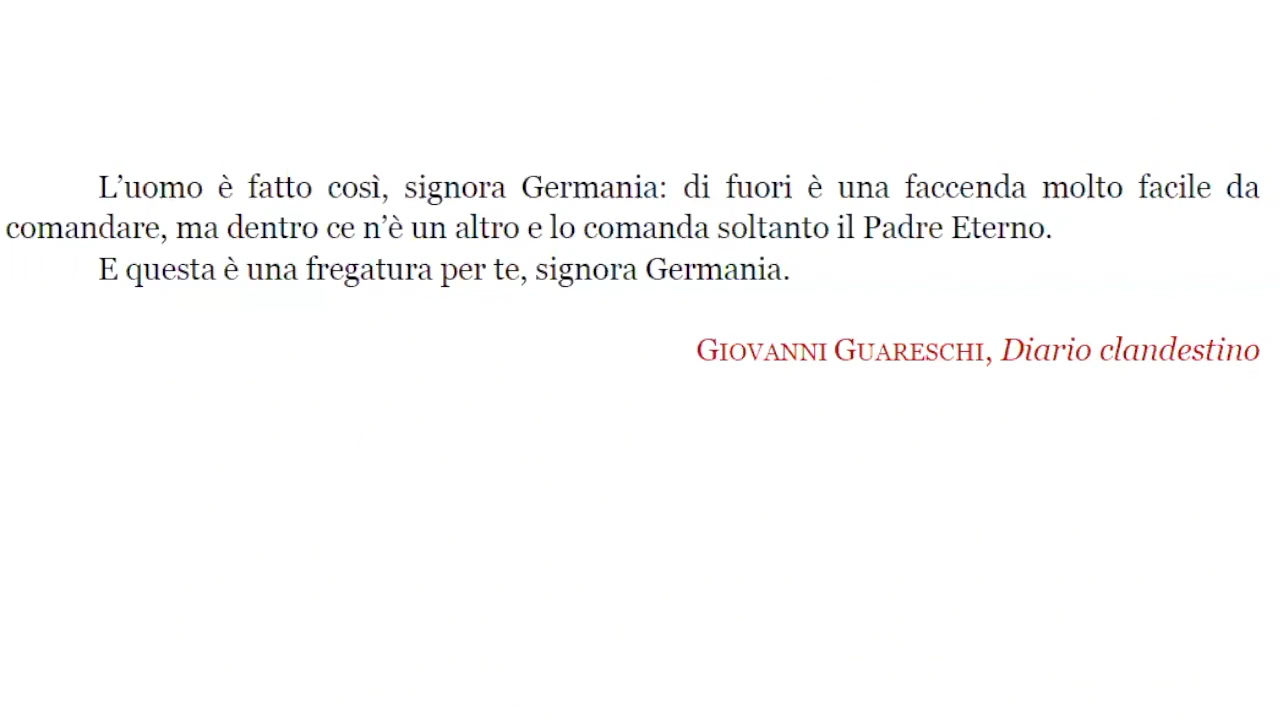 L’uomo è fatto così, signora Germania: di fuori è una faccenda molto facile da
comandare, ma dentro ce n’è un altro e lo comanda soltanto il Padre Eterno.
E questa è una fregatura per te, signora Germania.
GIOVANNI GUARESCHI, Diario clandestino